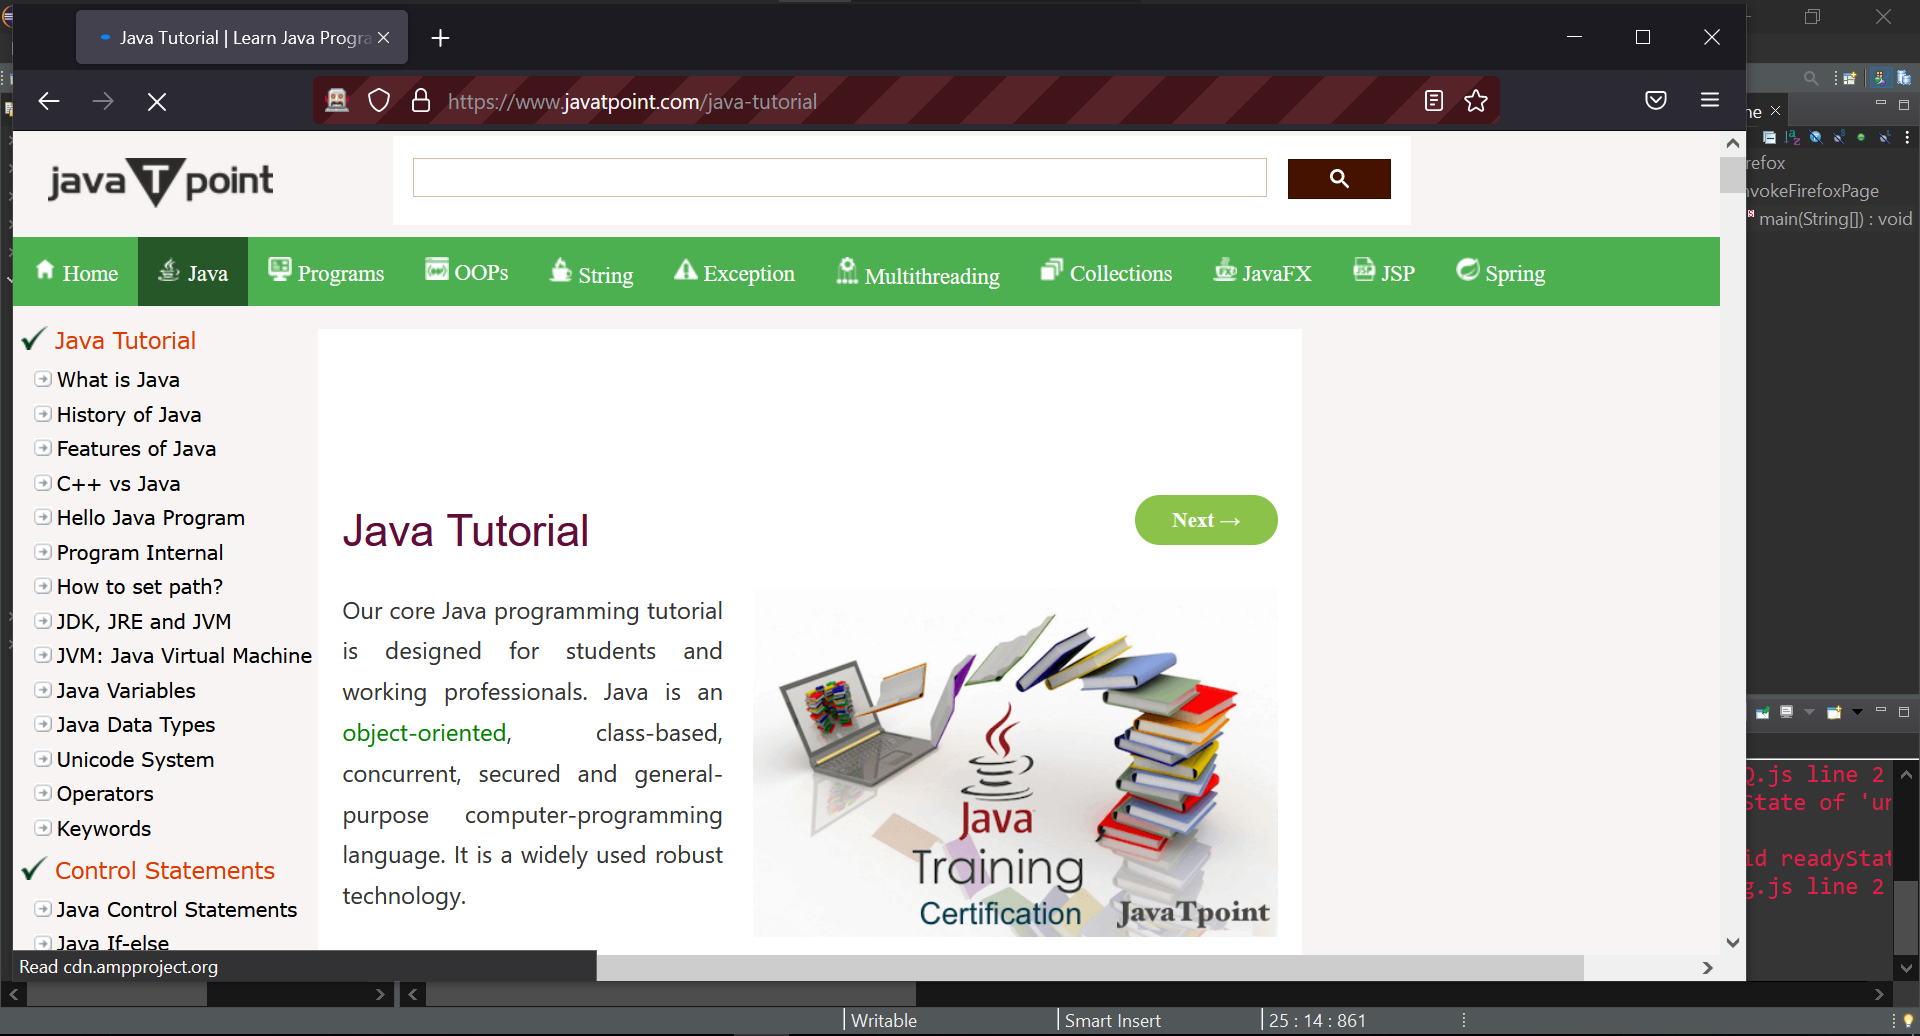 Java Tutorial | Learn Java Progra
https://www.javatpoint.com/java-tutorial
javaTpoint
Home Java Programs OOPs String Exception Multithreading Collections JavaFX JSP Spring
Java Tutorial
What is Java
History of Java
Features of Java
C++ vs Java
Hello Java Program
Program Internal
How to set path?
JDK, JRE and JVM
JVM: Java Virtual Machine
Java Variables
Java Data Types
Unicode System
Operators
Keywords
Control Statements
Java Control Statements
Java If-else
Java Tutorial
Next →
Our core Java programming tutorial
is designed for students and
working professionals. Java is an
object-oriented, class-based,
concurrent, secured and general-
purpose computer-programming
language. It is a widely used robust
technology.
Java
Training
Certification
JavaTpoint
Read cdn.ampproject.org
ne
refox
vokeFirefoxPage
main(String[]) : void
.js line 2
State of 'un
id readyStat
g.js line 2
Writable
Smart Insert
25 : 14 : 861